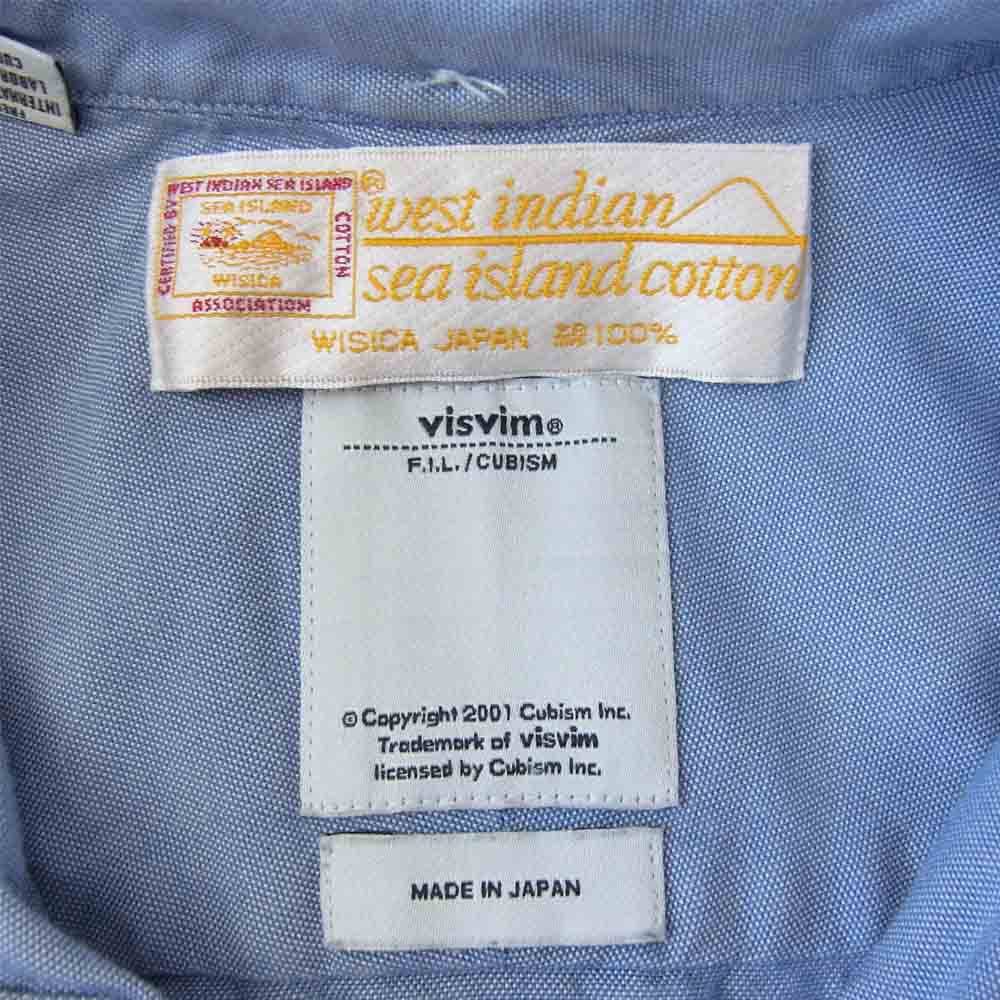 CERTIFIED BY WEST INDIAN SEA ISLAND COTTON
ASSOCIATION
SEA ISLAND
WISICA
®
west indian
sea island cotton
WISICA JAPAN 綿100%
visvim®
F.I.L./CUBISM
© Copyright 2001 Cubism Inc.
Trademark of visvim
licensed by Cubism Inc.
MADE IN JAPAN